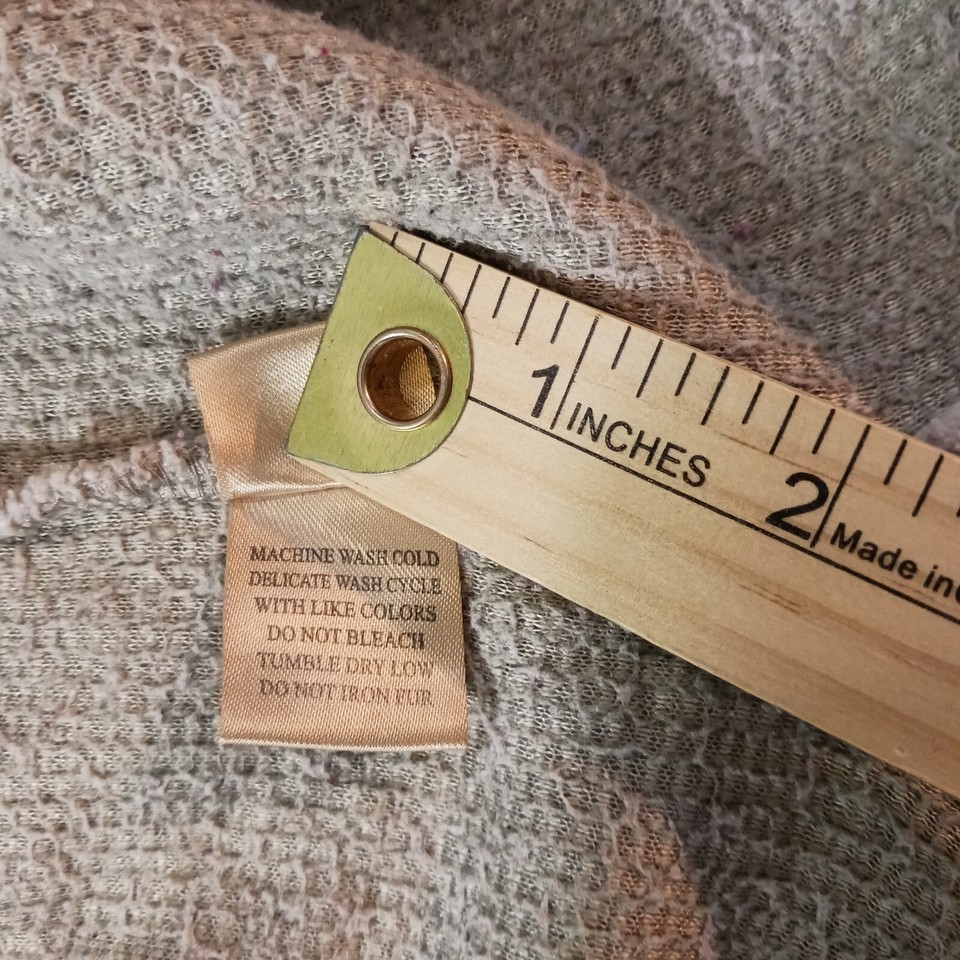 1 INCHES
2 Made in
MACHINE WASH COLD
DELICATE WASH CYCLE
WITH LIKE COLORS
DO NOT BLEACH
TUMBLE DRY LOW
DO NOT IRON FUR